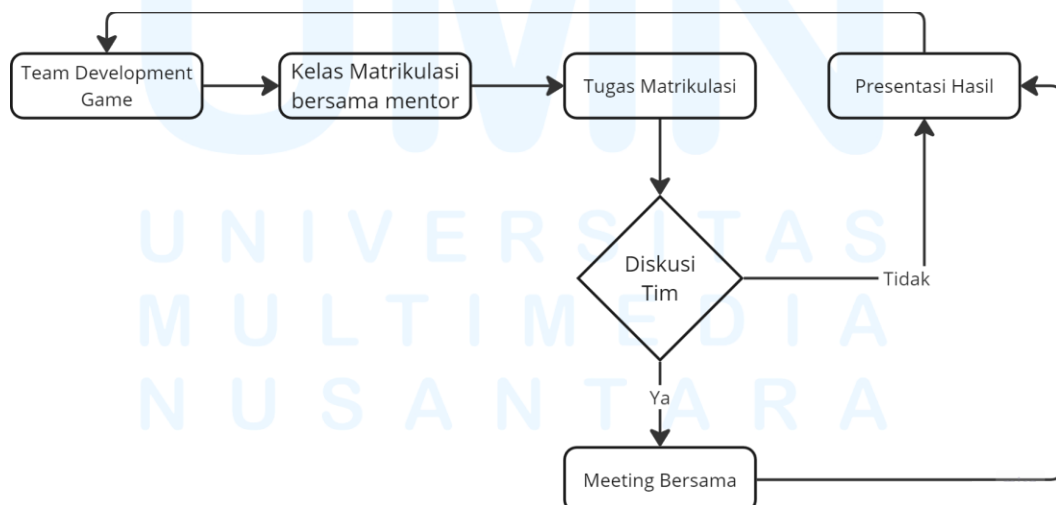 UMN
Team Development
Game
Kelas Matrikulasi
bersama mentor
Tugas Matrikulasi
Presentasi Hasil
UNIVERSITAS
Diskusi
Tim
Tidak
MULTIMEDIA
Ya
NUSANTARA
Meeting Bersama